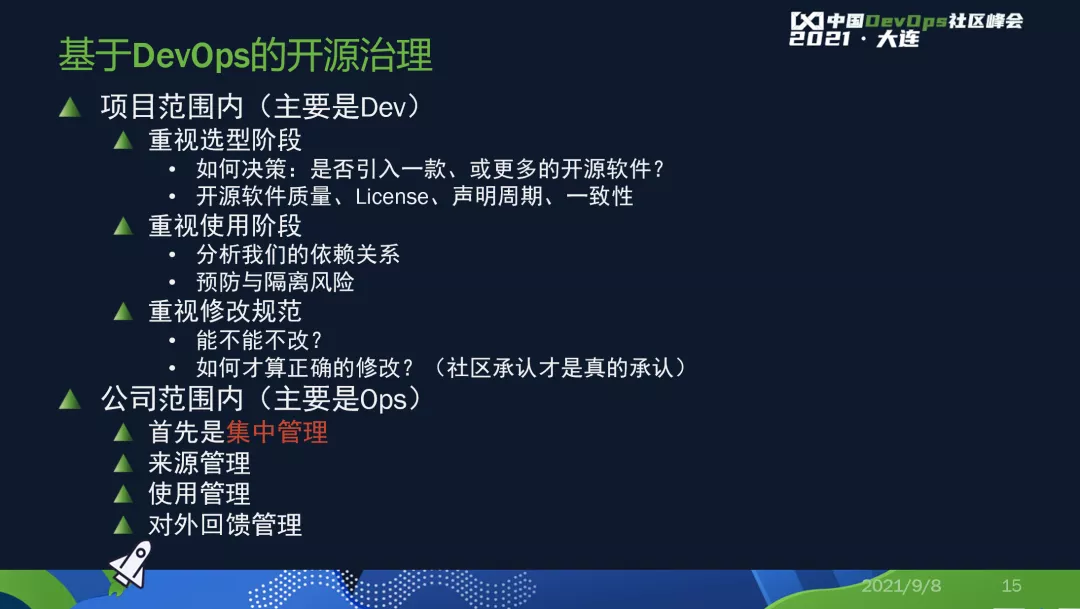 中国DevOps社区峰会
2021 · 大连
基于DevOps的开源治理
项目范围内（主要是Dev）
重视选型阶段
如何决策：是否引入一款、或更多的开源软件？
开源软件质量、License、声明周期、一致性
重视使用阶段
分析我们的依赖关系
预防与隔离风险
重视修改规范
能不能不改？
如何才算正确的修改？（社区承认才是真的承认）
公司范围内（主要是Ops）
首先是集中管理
来源管理
使用管理
对外回馈管理
2021/9/8
15